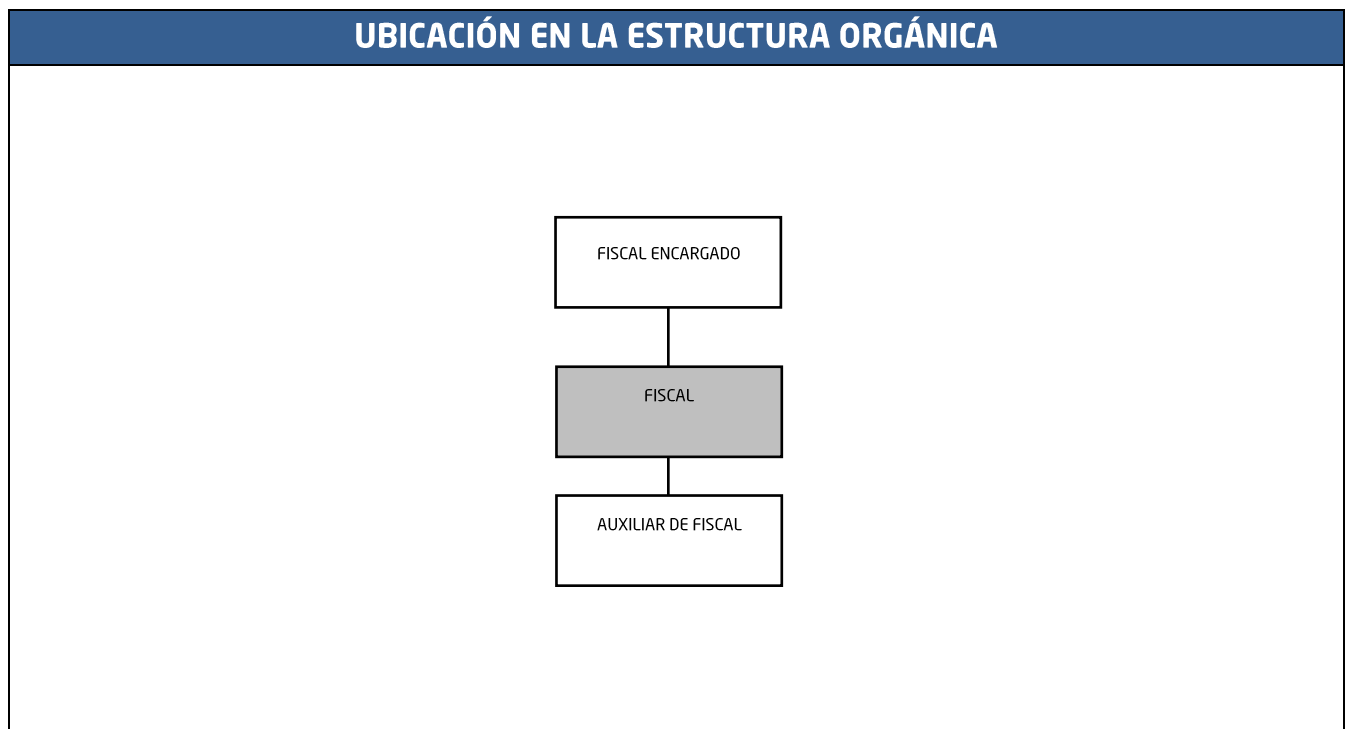 UBICACIÓN EN LA ESTRUCTURA ORGÁNICA
FISCAL ENCARGADO
FISCAL
AUXILIAR DE FISCAL